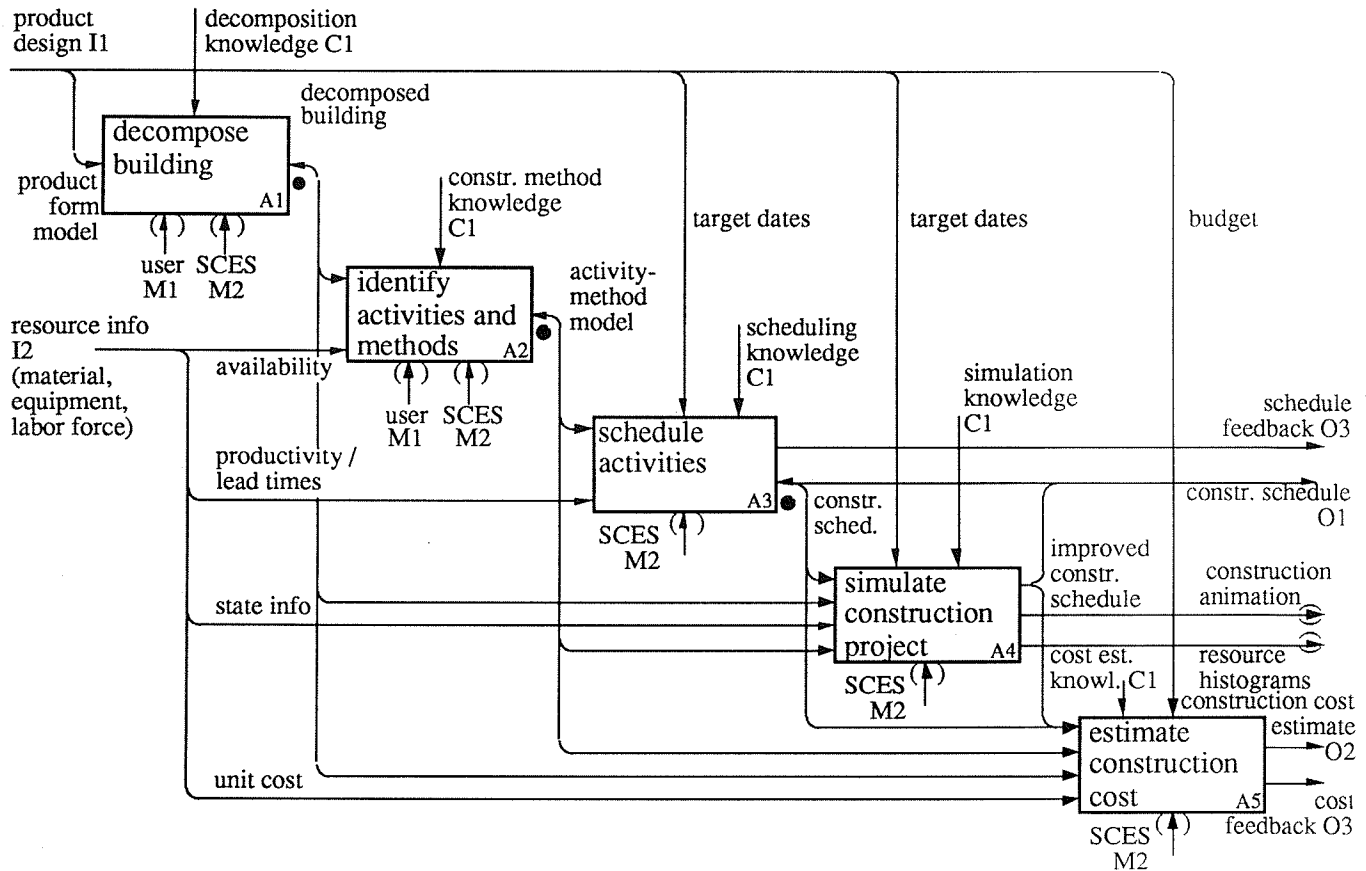 product
design I1
decomposition
knowledge C1
decomposed
building
decompose
building
A1
product
form
model
user
M1
SCES
M2
constr. method
knowledge
C1
target dates
target dates
budget
identify
activities and
methods
A2
activity-
method
model
resource info
I2
(material,
equipment,
labor force)
availability
user
M1
SCES
M2
scheduling
knowledge
C1
simulation
knowledge
C1
schedule
activities
A3
schedule
feedback O3
productivity /
lead times
constr.
sched.
constr. schedule
O1
SCES
M2
improved
constr.
schedule
construction
animation
simulate
construction
project
A4
state info
SCES
M2
cost est.
knowl. C1
resource
histograms
construction cost
estimate
O2
estimate
construction
cost
A5
unit cost
cost
feedback O3
SCES
M2